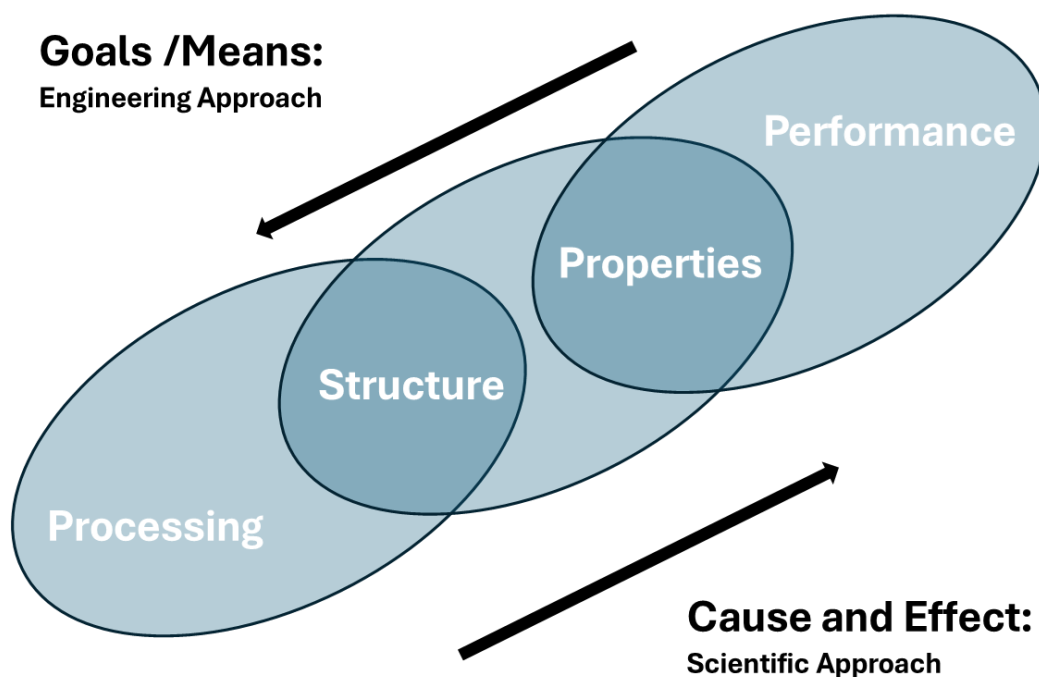 Goals /Means:
Engineering Approach
Performance
Properties
Structure
Processing
Cause and Effect:
Scientific Approach